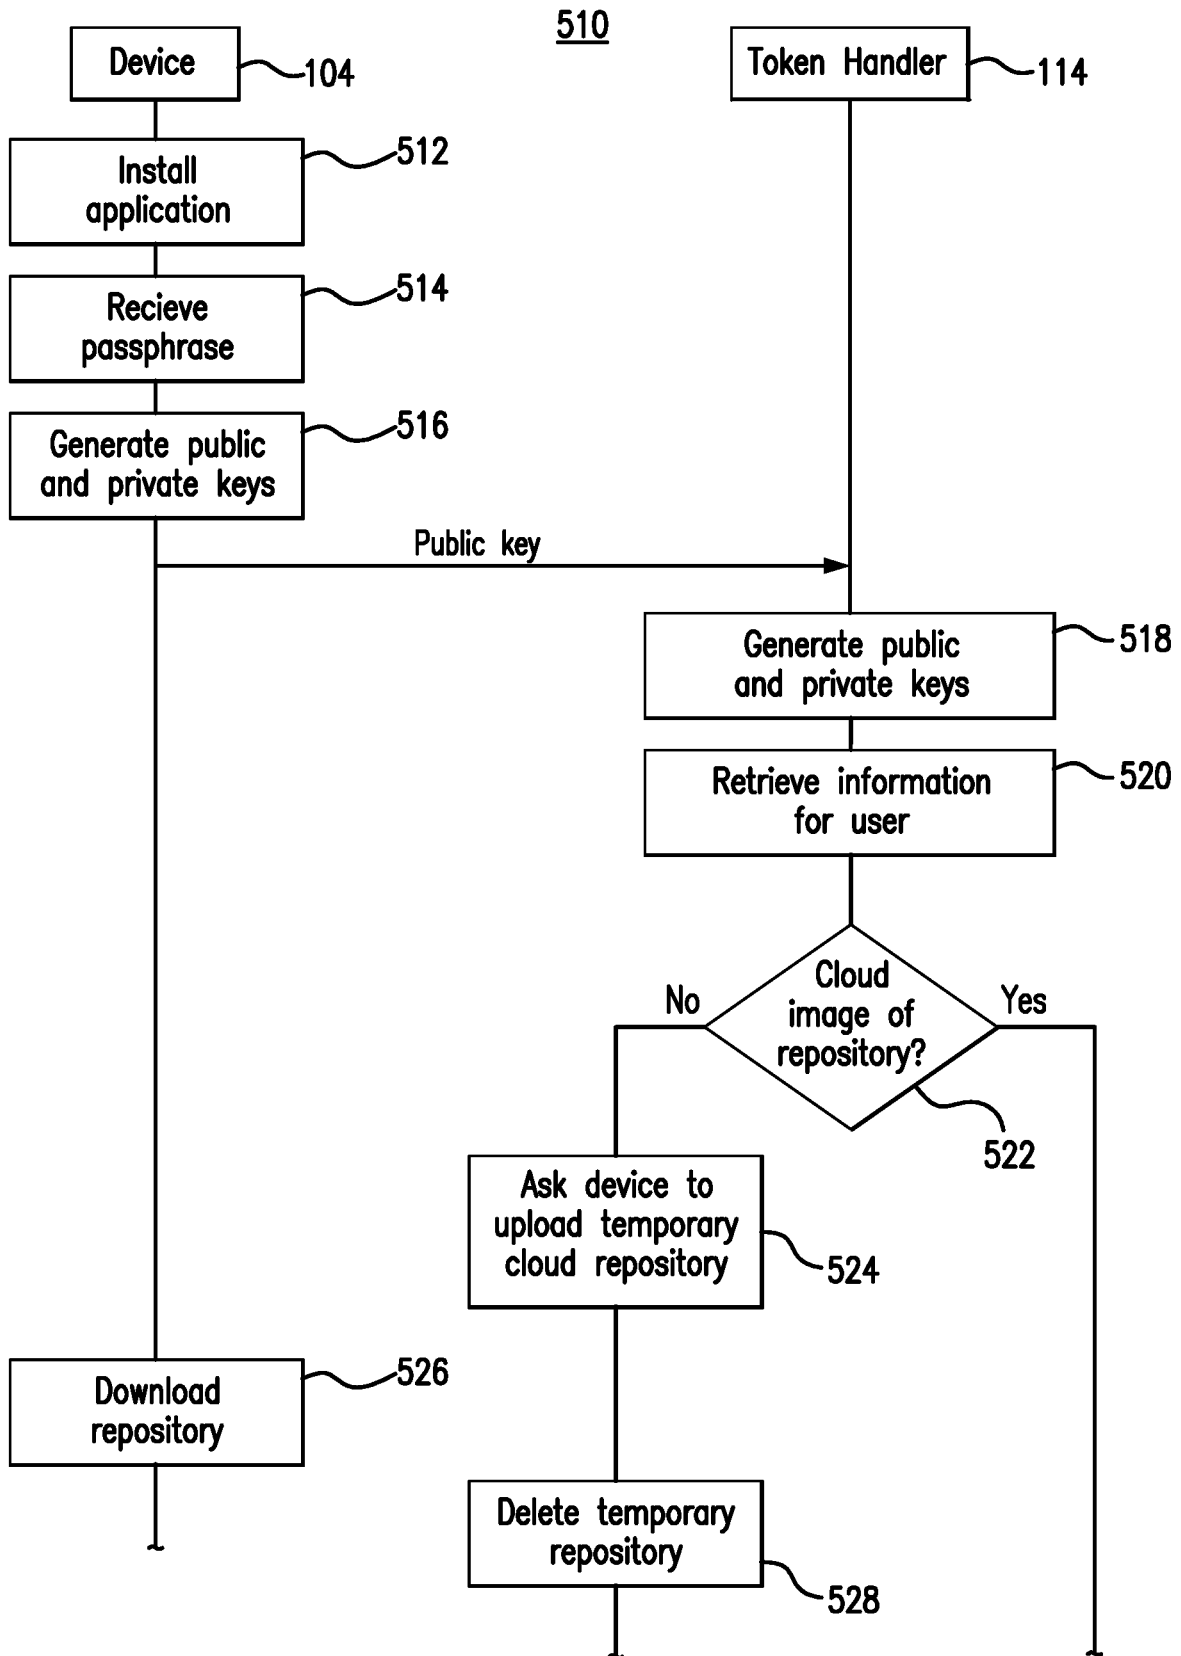 510
Device
104
Token Handler
114
Install
application
512
Recieve
passphrase
514
Generate public
and private keys
516
Public key
Generate public
and private keys
518
Retrieve information
for user
520
Cloud
image of
repository?
No
Yes
522
Ask device to
upload temporary
cloud repository
524
Download
repository
526
Delete temporary
repository
528